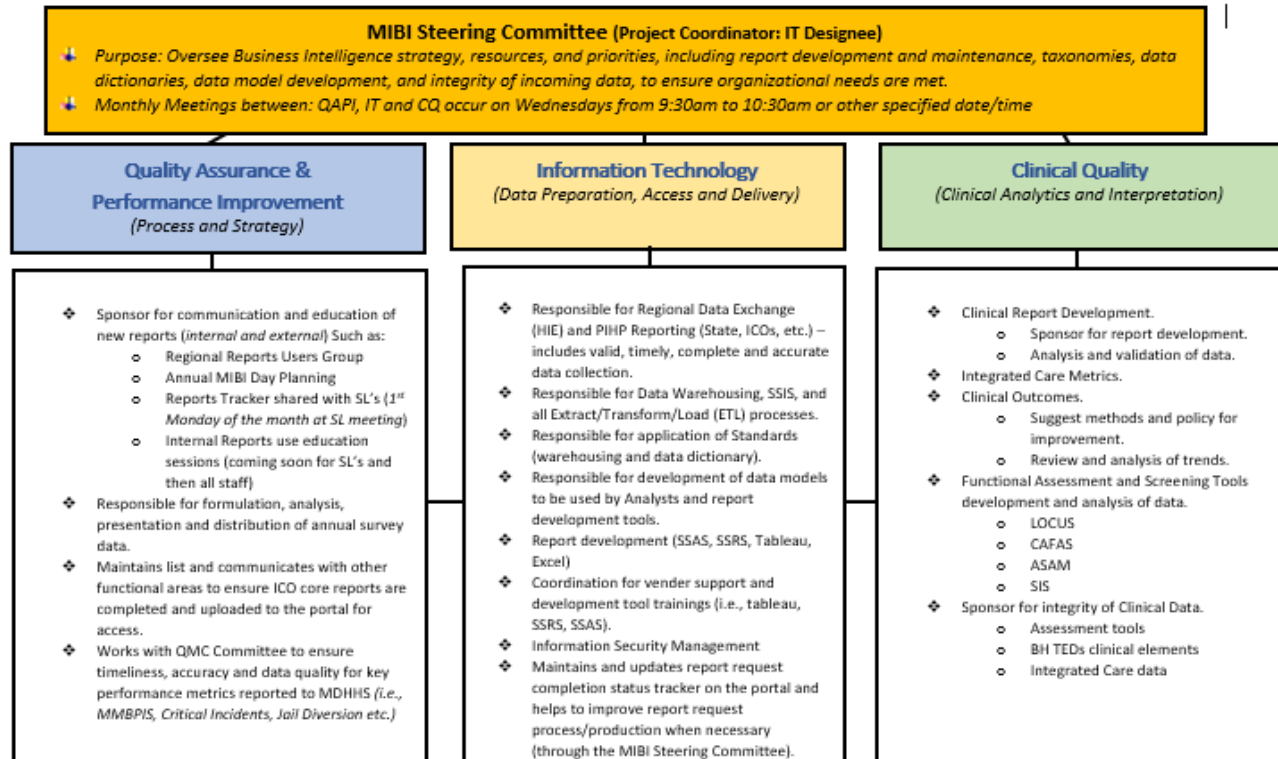 MIBI Steering Committee (Project Coordinator: IT Designee)
Purpose: Oversee Business Intelligence strategy, resources, and priorities, including report development and maintenance, taxonomies, data
dictionaries, data model development, and integrity of incoming data, to ensure organizational needs are met.
Monthly Meetings between: QAPI, IT and CQ occur on Wednesdays from 9:30am to 10:30am or other specified date/time
Quality Assurance &
Performance Improvement
(Process and Strategy)
❖ Sponsor for communication and education of
new reports (internal and external) Such as:
o Regional Reports Users Group
o Annual MIBI Day Planning
o Reports Tracker shared with SL's (1st
Monday of the month at SL meeting)
o Internal Reports use education
sessions (coming soon for SL's and
then all staff)
❖ Responsible for formulation, analysis,
presentation and distribution of annual survey
data.
❖ Maintains list and communicates with other
functional areas to ensure ICO core reports are
completed and uploaded to the portal for
access.
❖ Works with QMC Committee to ensure
timeliness, accuracy and data quality for key
performance metrics reported to MDHHS (i.e.,
MMBPIS, Critical Incidents, Jail Diversion etc.)
Information Technology
(Data Preparation, Access and Delivery)
❖ Responsible for Regional Data Exchange
(HIE) and PIHP Reporting (State, ICOs, etc.) –
includes valid, timely, complete and accurate
data collection.
❖ Responsible for Data Warehousing, SSIS, and
all Extract/Transform/Load (ETL) processes.
❖ Responsible for application of Standards
(warehousing and data dictionary).
❖ Responsible for development of data models
to be used by Analysts and report
development tools.
❖ Report development (SSAS, SSRS, Tableau,
Excel)
❖ Coordination for vender support and
development tool trainings (i.e., tableau,
SSRS, SSAS).
❖ Information Security Management
❖ Maintains and updates report request
completion status tracker on the portal and
helps to improve report request
process/production when necessary
(through the MIBI Steering Committee).
Clinical Quality
(Clinical Analytics and Interpretation)
❖ Clinical Report Development.
o Sponsor for report development.
o Analysis and validation of data.
❖ Integrated Care Metrics.
❖ Clinical Outcomes.
o Suggest methods and policy for
improvement.
o Review and analysis of trends.
❖ Functional Assessment and Screening Tools
development and analysis of data.
o LOCUS
o CAFAS
o ASAM
o SIS
❖ Sponsor for integrity of Clinical Data.
o Assessment tools
o BH TEDs clinical elements
o Integrated Care data